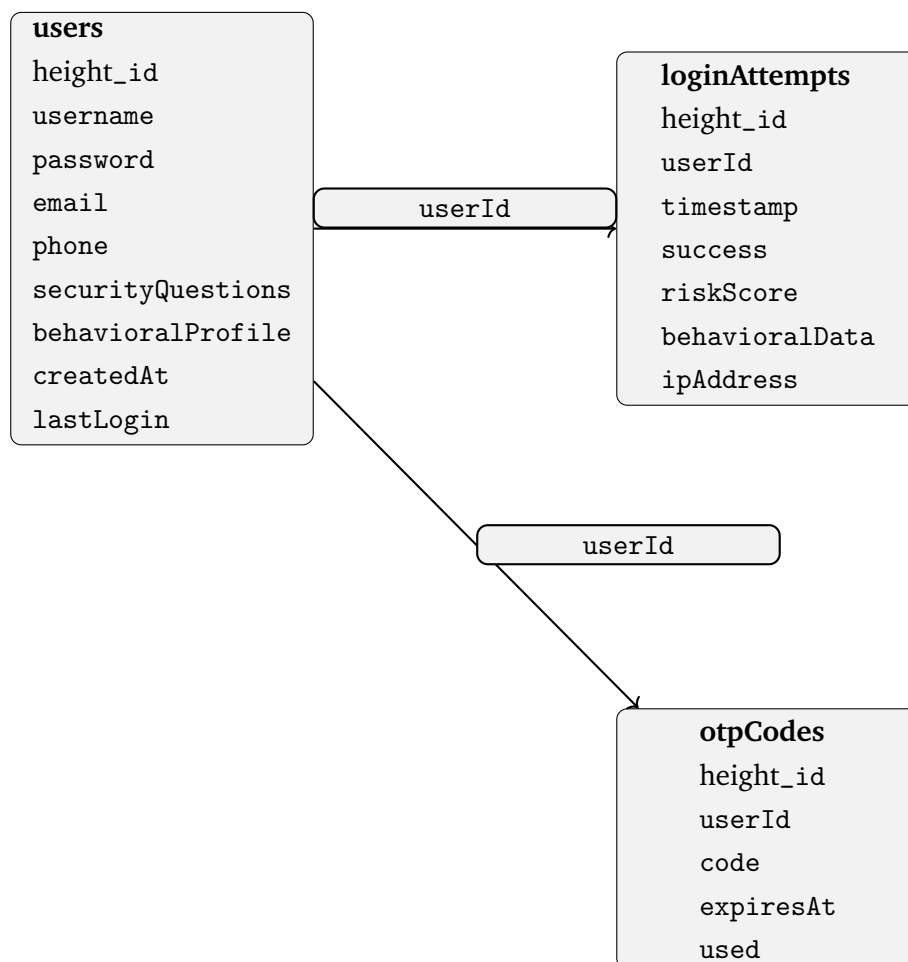 users
height_id
username
password
email
phone
securityQuestions
behavioralProfile
createdAt
lastLogin
userId
loginAttempts
height_id
userId
timestamp
success
riskScore
behavioralData
ipAddress
userId
otpCodes
height_id
userId
code
expiresAt
used